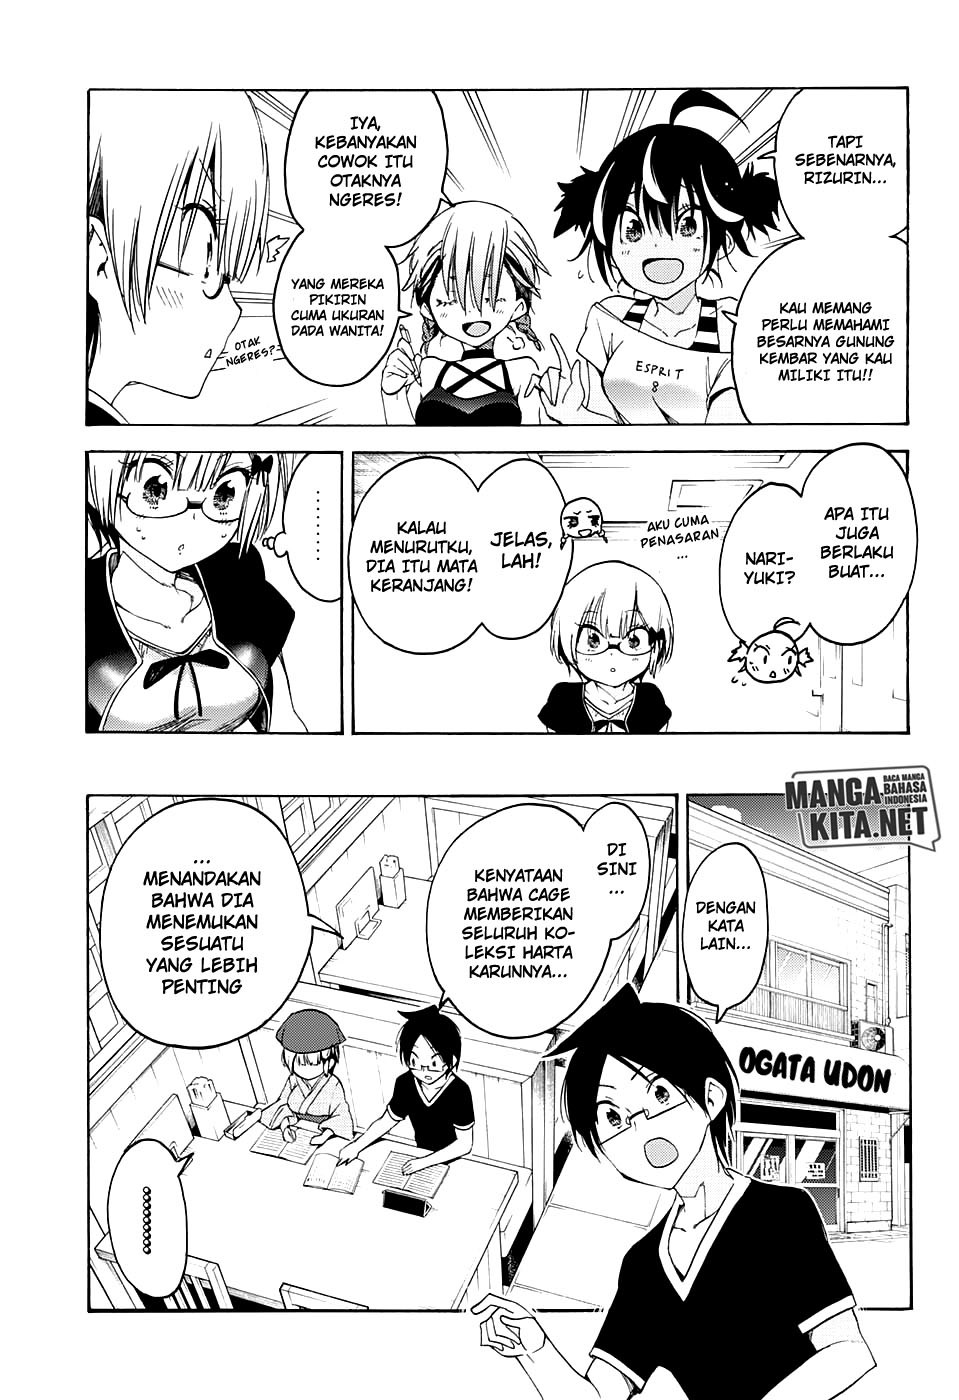 TAPI
SEBENARNYA,
RIZURIN...
KAU MEMANG
PERLU MEMAHAMI
BESARNYA GUNUNG
KEMBAR YANG KAU
MILIKI ITU!!
ESPRIT
8
IYA,
KEBANYAKAN
COWOK ITU
OTAKNYA
NGERES!
YANG MEREKA
PIKIRIN
CUMA UKURAN
DADA WANITA!
OTAK
NGERES?
APA ITU
JUGA
BERLAKU
BUAT...
NARI-
YUKI?
AKU CUMA
PENASARAN
...
JELAS,
LAH!
KALAU
MENURUTKU,
DIA ITU MATA
KERANJANG!
.........
MANGA
KITA.NET
BACA MANGA
BAHASA
INDONESIA
DENGAN
KATA
LAIN...
OGATA UDON
DI
SINI
...
KENYATAAN
BAHWA CAGE
MEMBERIKAN
SELURUH KO-
LEKSI HARTA
KARUNNYA...
...
MENANDAKAN
BAHWA DIA
MENEMUKAN
SESUATU
YANG LEBIH
PENTING
.........